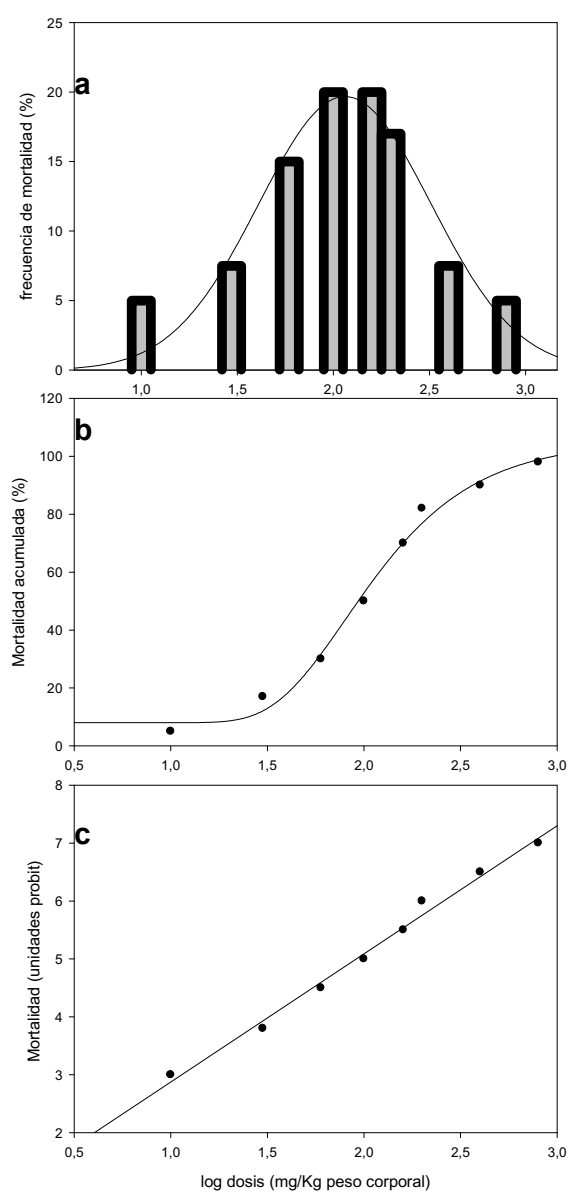 a
frecuencia de mortalidad (%)
25
20
15
10
5
0
1,0 1,5 2,0 2,5 3,0
b
Mortalidad acumulada (%)
120
100
80
60
40
20
0
0,5 1,0 1,5 2,0 2,5 3,0
c
Mortalidad (unidades probit)
8
7
6
5
4
3
2
0,5 1,0 1,5 2,0 2,5 3,0
log dosis (mg/Kg peso corporal)